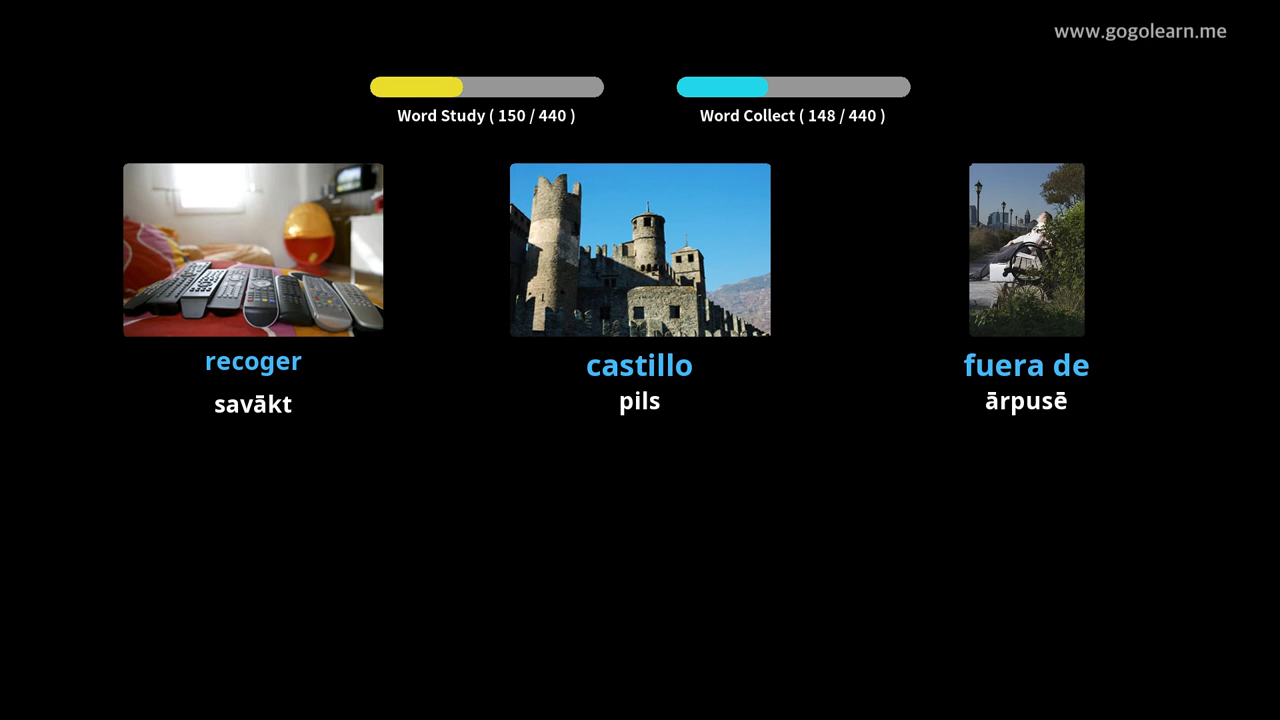 www.gogolearn.me
Word Study ( 150 / 440 )
Word Collect ( 148 / 440 )
recoger
savākt
castillo
pils
fuera de
ārpusē